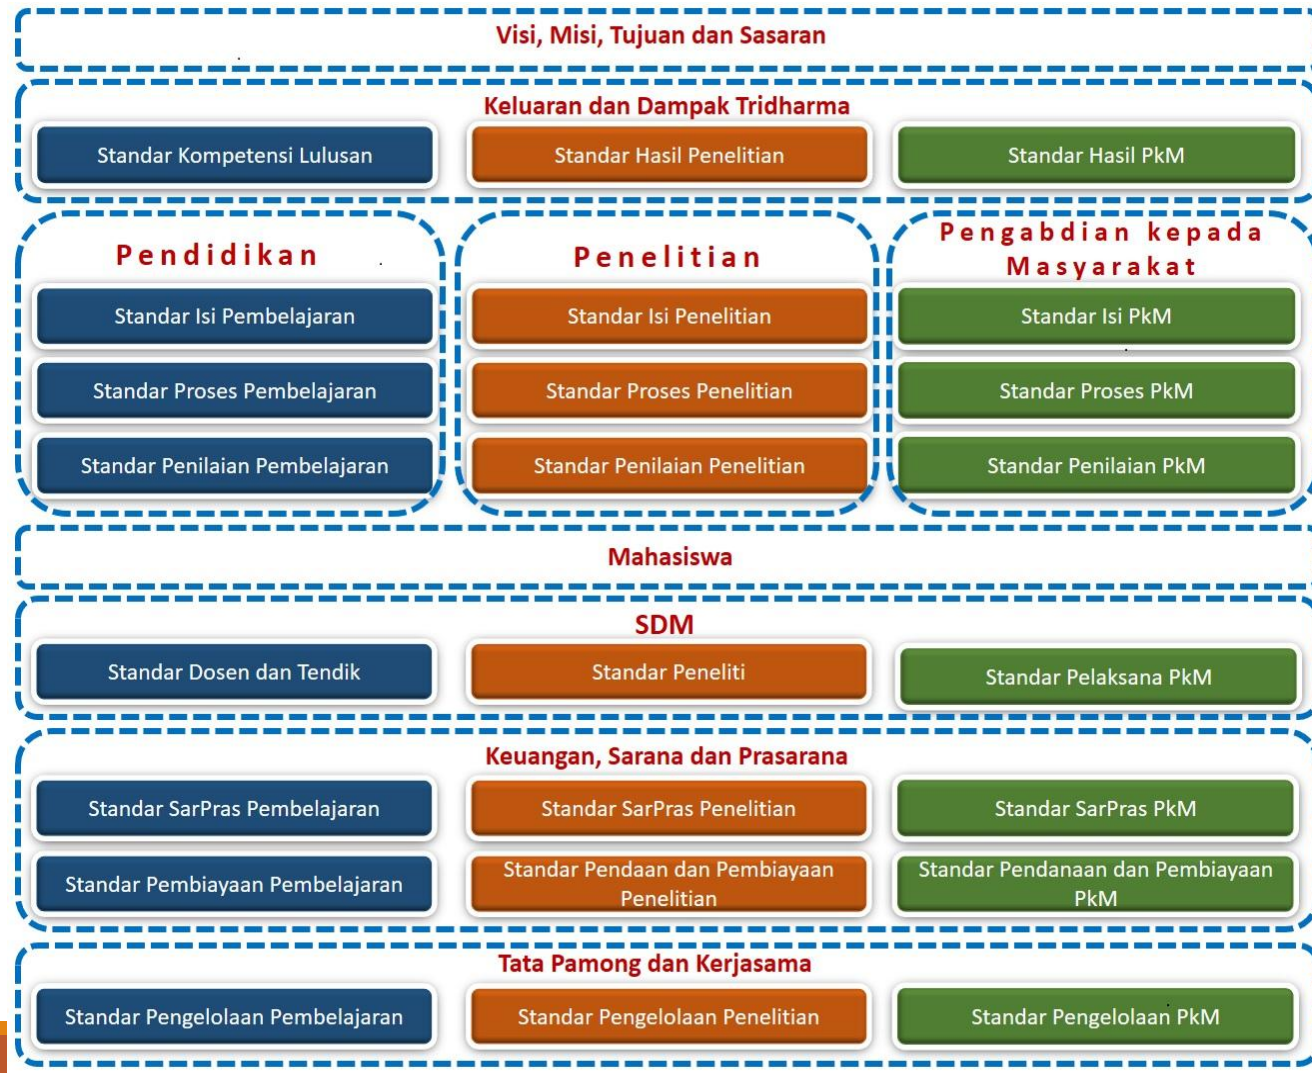 Visi, Misi, Tujuan dan Sasaran
Keluaran dan Dampak Tridharma
Standar Kompetensi Lulusan
Standar Hasil Penelitian
Standar Hasil PkM
Pendidikan
Standar Isi Pembelajaran
Standar Proses Pembelajaran
Standar Penilaian Pembelajaran
Penelitian
Standar Isi Penelitian
Standar Proses Penelitian
Standar Penilaian Penelitian
Pengabdian kepada
Masyarakat
Standar Isi PkM
Standar Proses PkM
Standar Penilaian PkM
Mahasiswa
SDM
Standar Dosen dan Tendik
Standar Peneliti
Standar Pelaksana PkM
Keuangan, Sarana dan Prasarana
Standar SarPras Pembelajaran
Standar SarPras Penelitian
Standar SarPras PkM
Standar Pembiayaan Pembelajaran
Standar Pendaan dan Pembiayaan
Penelitian
Standar Pendanaan dan Pembiayaan
PkM
Tata Pamong dan Kerjasama
Standar Pengelolaan Pembelajaran
Standar Pengelolaan Penelitian
Standar Pengelolaan PkM